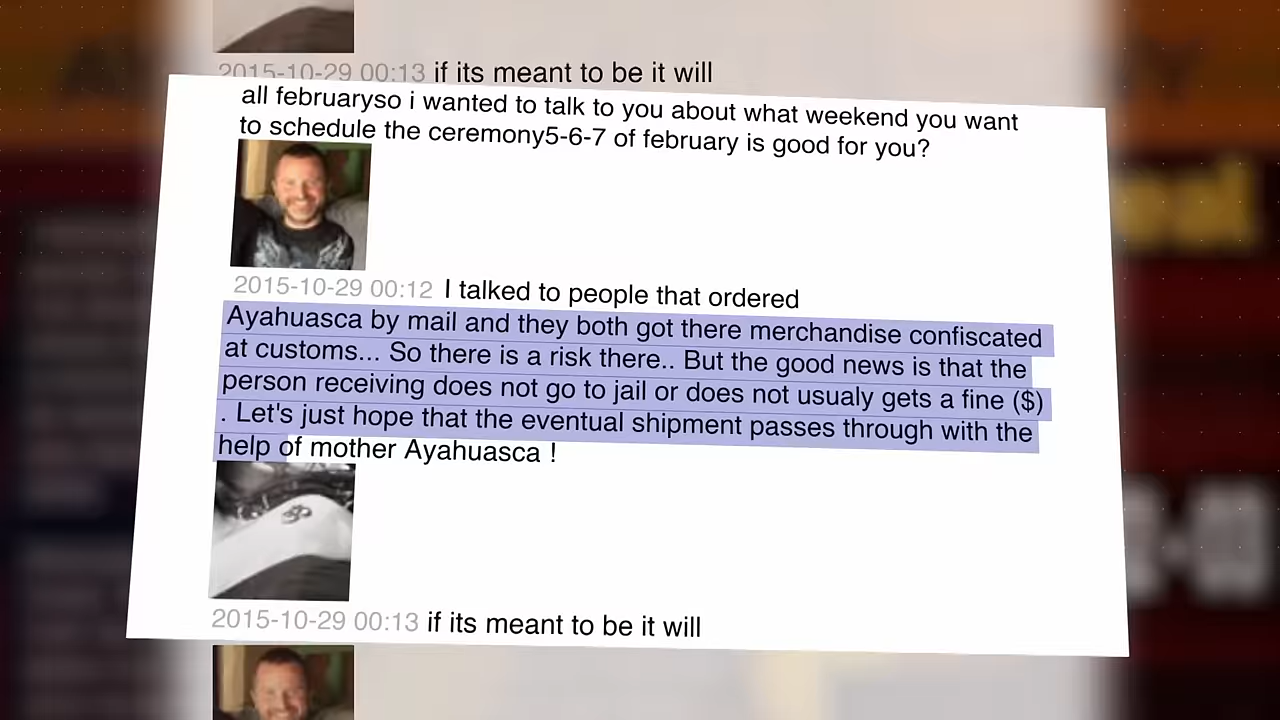 2015-10-29 00:13 if its meant to be it will
all februaryso i wanted to talk to you about what weekend you want
to schedule the ceremony5-6-7 of february is good for you?
2015-10-29 00:12 I talked to people that ordered
Ayahuasca by mail and they both got there merchandise confiscated
at customs... So there is a risk there.. But the good news is that the
person receiving does not go to jail or does not usualy gets a fine ($)
. Let's just hope that the eventual shipment passes through with the
help of mother Ayahuasca !
2015-10-29 00:13 if its meant to be it will